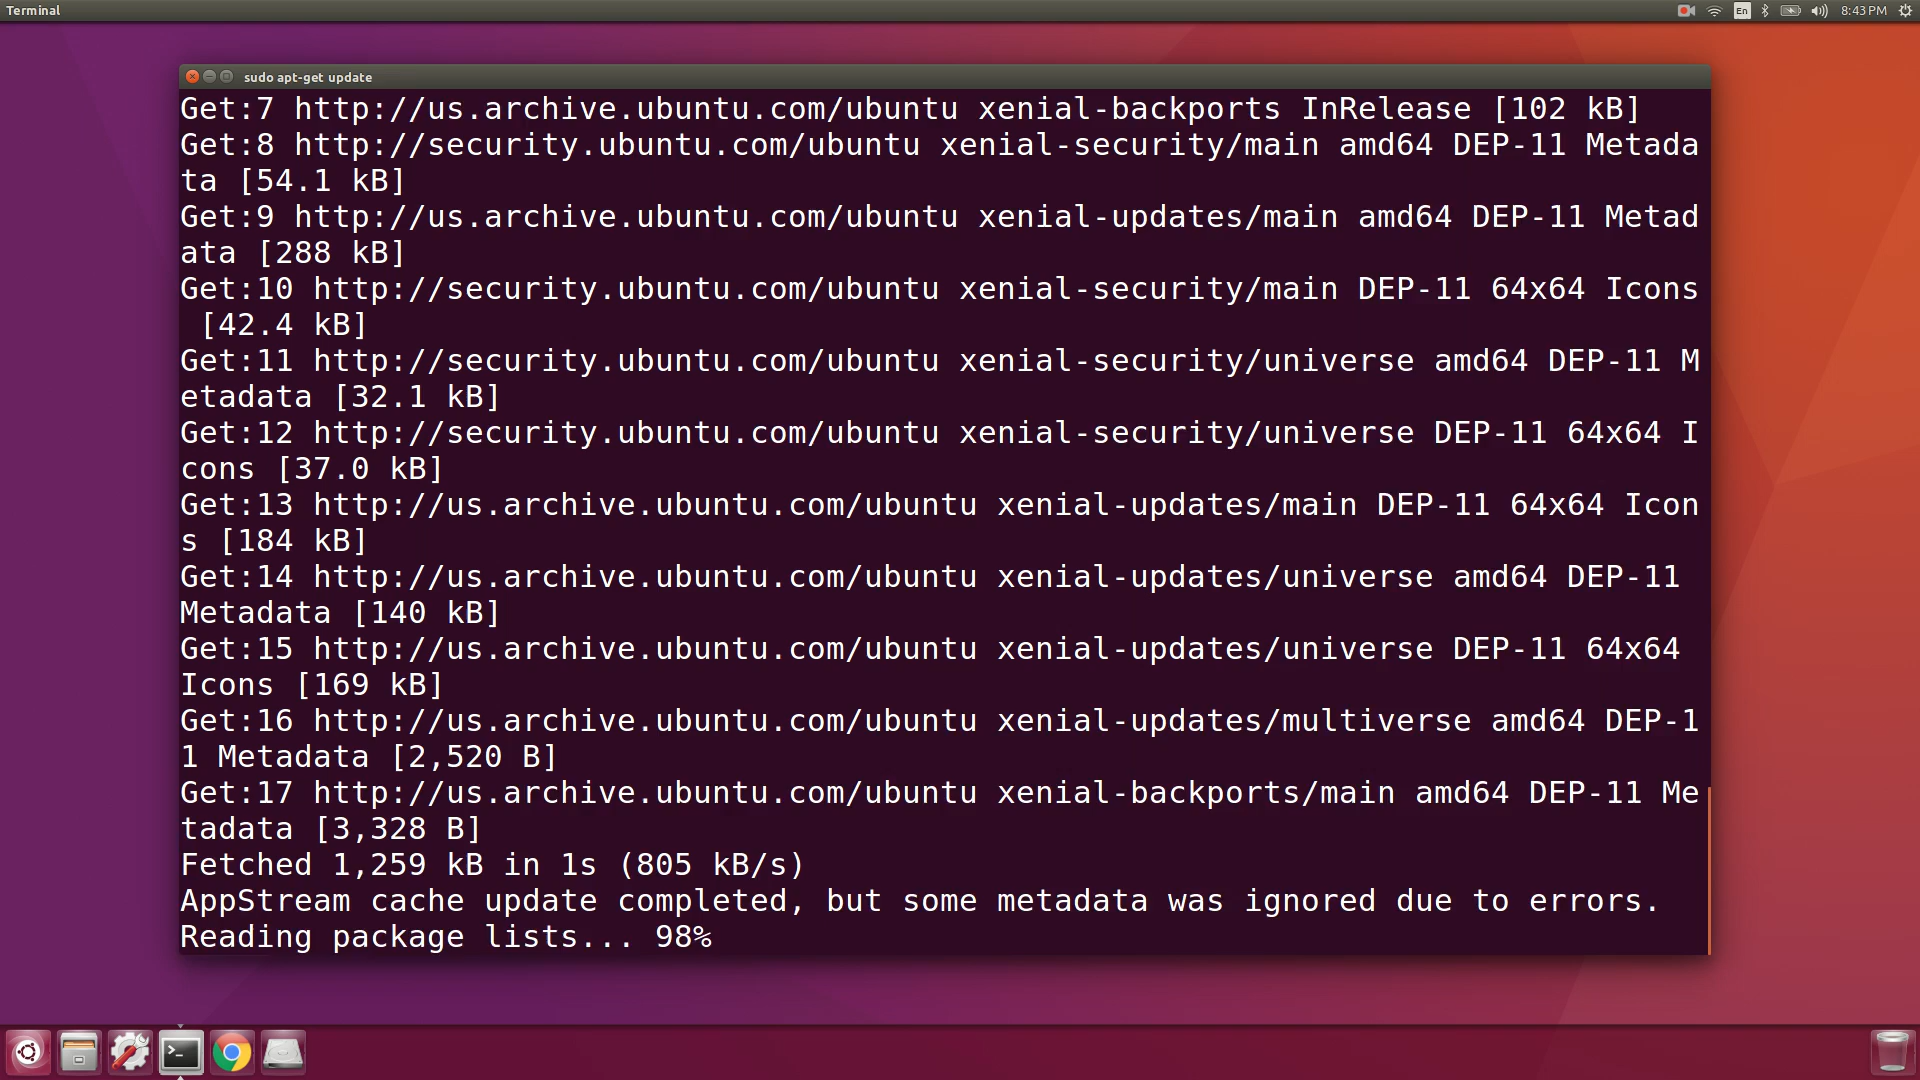 Terminal
En
8:43 PM
sudo apt-get update
Get:7 http://us.archive.ubuntu.com/ubuntu xenial-backports InRelease [102 kB]
Get:8 http://security.ubuntu.com/ubuntu xenial-security/main amd64 DEP-11 Metada
ta [54.1 kB]
Get:9 http://us.archive.ubuntu.com/ubuntu xenial-updates/main amd64 DEP-11 Metad
ata [288 kB]
Get:10 http://security.ubuntu.com/ubuntu xenial-security/main DEP-11 64x64 Icons
 [42.4 kB]
Get:11 http://security.ubuntu.com/ubuntu xenial-security/universe amd64 DEP-11 M
etadata [32.1 kB]
Get:12 http://security.ubuntu.com/ubuntu xenial-security/universe DEP-11 64x64 I
cons [37.0 kB]
Get:13 http://us.archive.ubuntu.com/ubuntu xenial-updates/main DEP-11 64x64 Icon
s [184 kB]
Get:14 http://us.archive.ubuntu.com/ubuntu xenial-updates/universe amd64 DEP-11
Metadata [140 kB]
Get:15 http://us.archive.ubuntu.com/ubuntu xenial-updates/universe DEP-11 64x64
Icons [169 kB]
Get:16 http://us.archive.ubuntu.com/ubuntu xenial-updates/multiverse amd64 DEP-1
1 Metadata [2,520 B]
Get:17 http://us.archive.ubuntu.com/ubuntu xenial-backports/main amd64 DEP-11 Me
tadata [3,328 B]
Fetched 1,259 kB in 1s (805 kB/s)
AppStream cache update completed, but some metadata was ignored due to errors.
Reading package lists... 98%